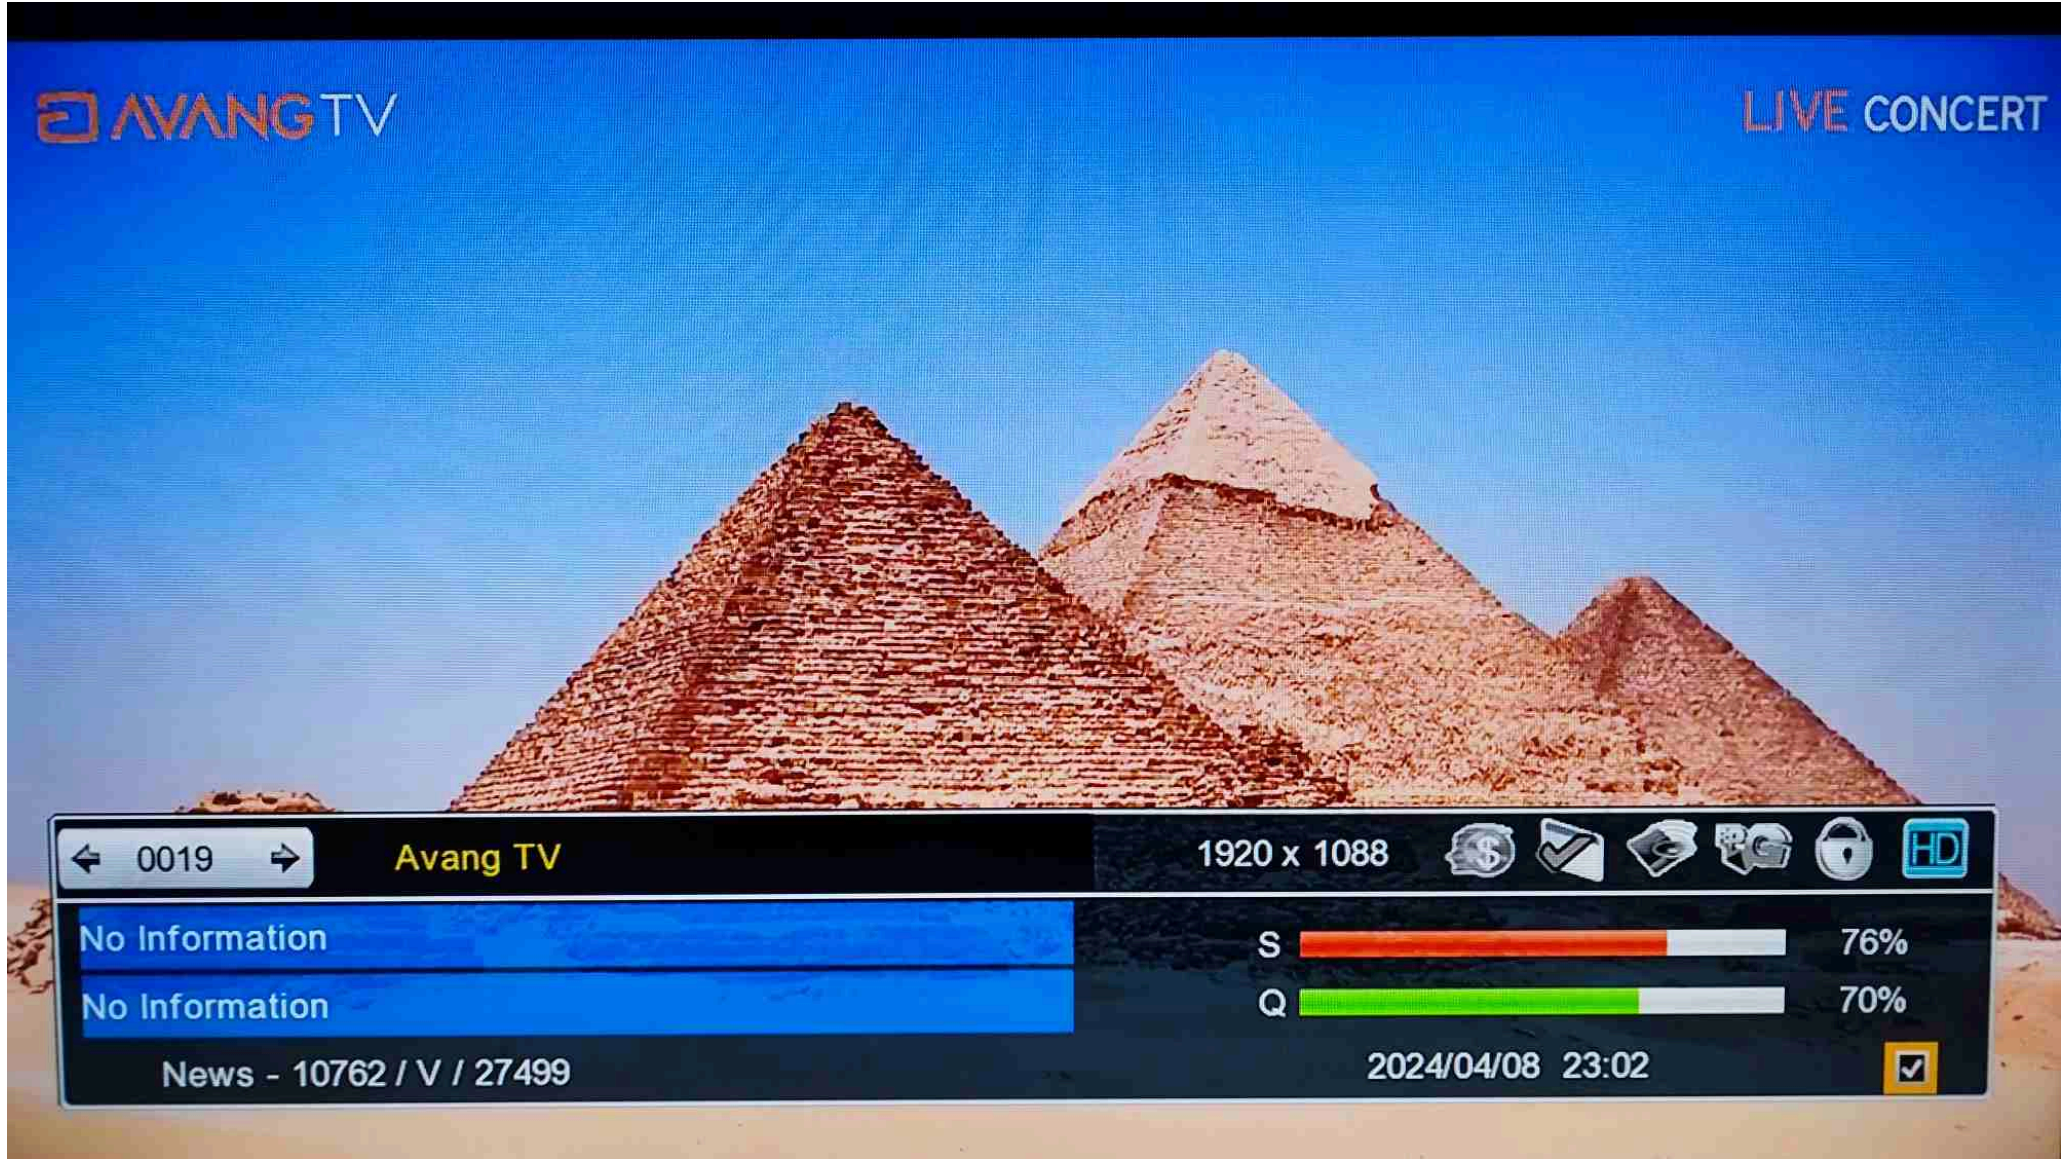 AVANG TV
LIVE CONCERT
0019
Avang TV
1920 x 1088
$
HD
No Information
S
76%
No Information
Q
70%
News - 10762 / V / 27499
2024/04/08 23:02